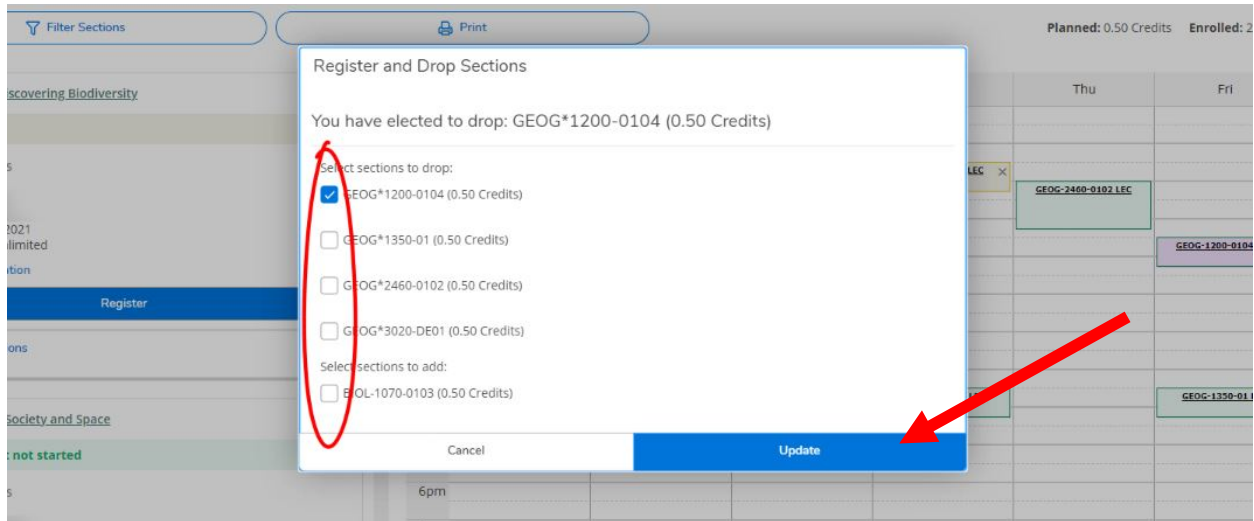 Filter Sections
Print
Planned: 0.50 Credits Enrolled: 2
scovering Biodiversity
2021
limited
Register
ons
Society and Space
not started
Register and Drop Sections
You have elected to drop: GEOG*1200-0104 (0.50 Credits)
Select sections to drop:
GEOG*1200-0104 (0.50 Credits)
GEOG*1350-01 (0.50 Credits)
GEOG*2460-0102 (0.50 Credits)
GEOG*3020-DE01 (0.50 Credits)
Select sections to add:
BIOL-1070-0103 (0.50 Credits)
Cancel
Update
Thu
Fri
LEC
GEOG-2460-0102 LEC
GEOG-1200-0104
GEOG-1350-01
6pm